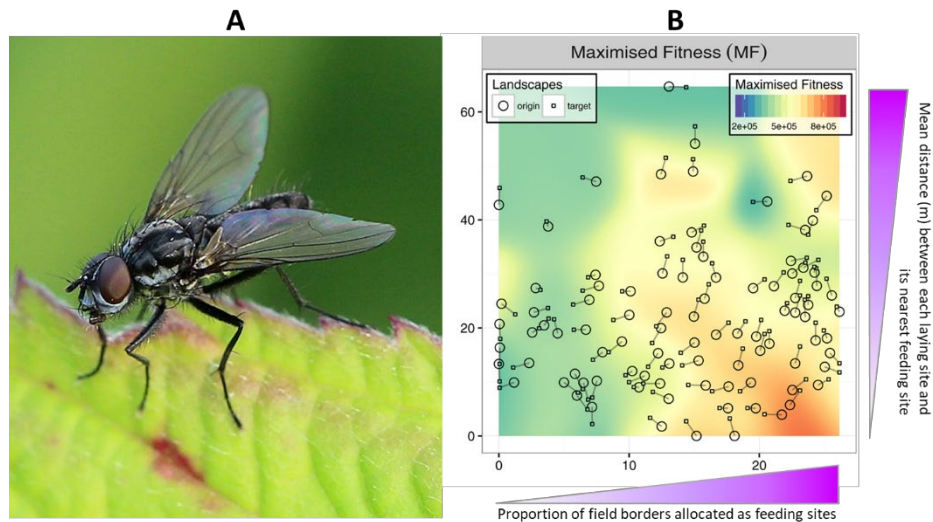 A
B
Maximised Fitness (MF)
Landscapes
origin
target
Maximised Fitness
2e+05
5e+05
8e+05
60
40
20
0
0
10
20
Mean distance (m) between each laying site and
its nearest feeding site
Proportion of field borders allocated as feeding sites